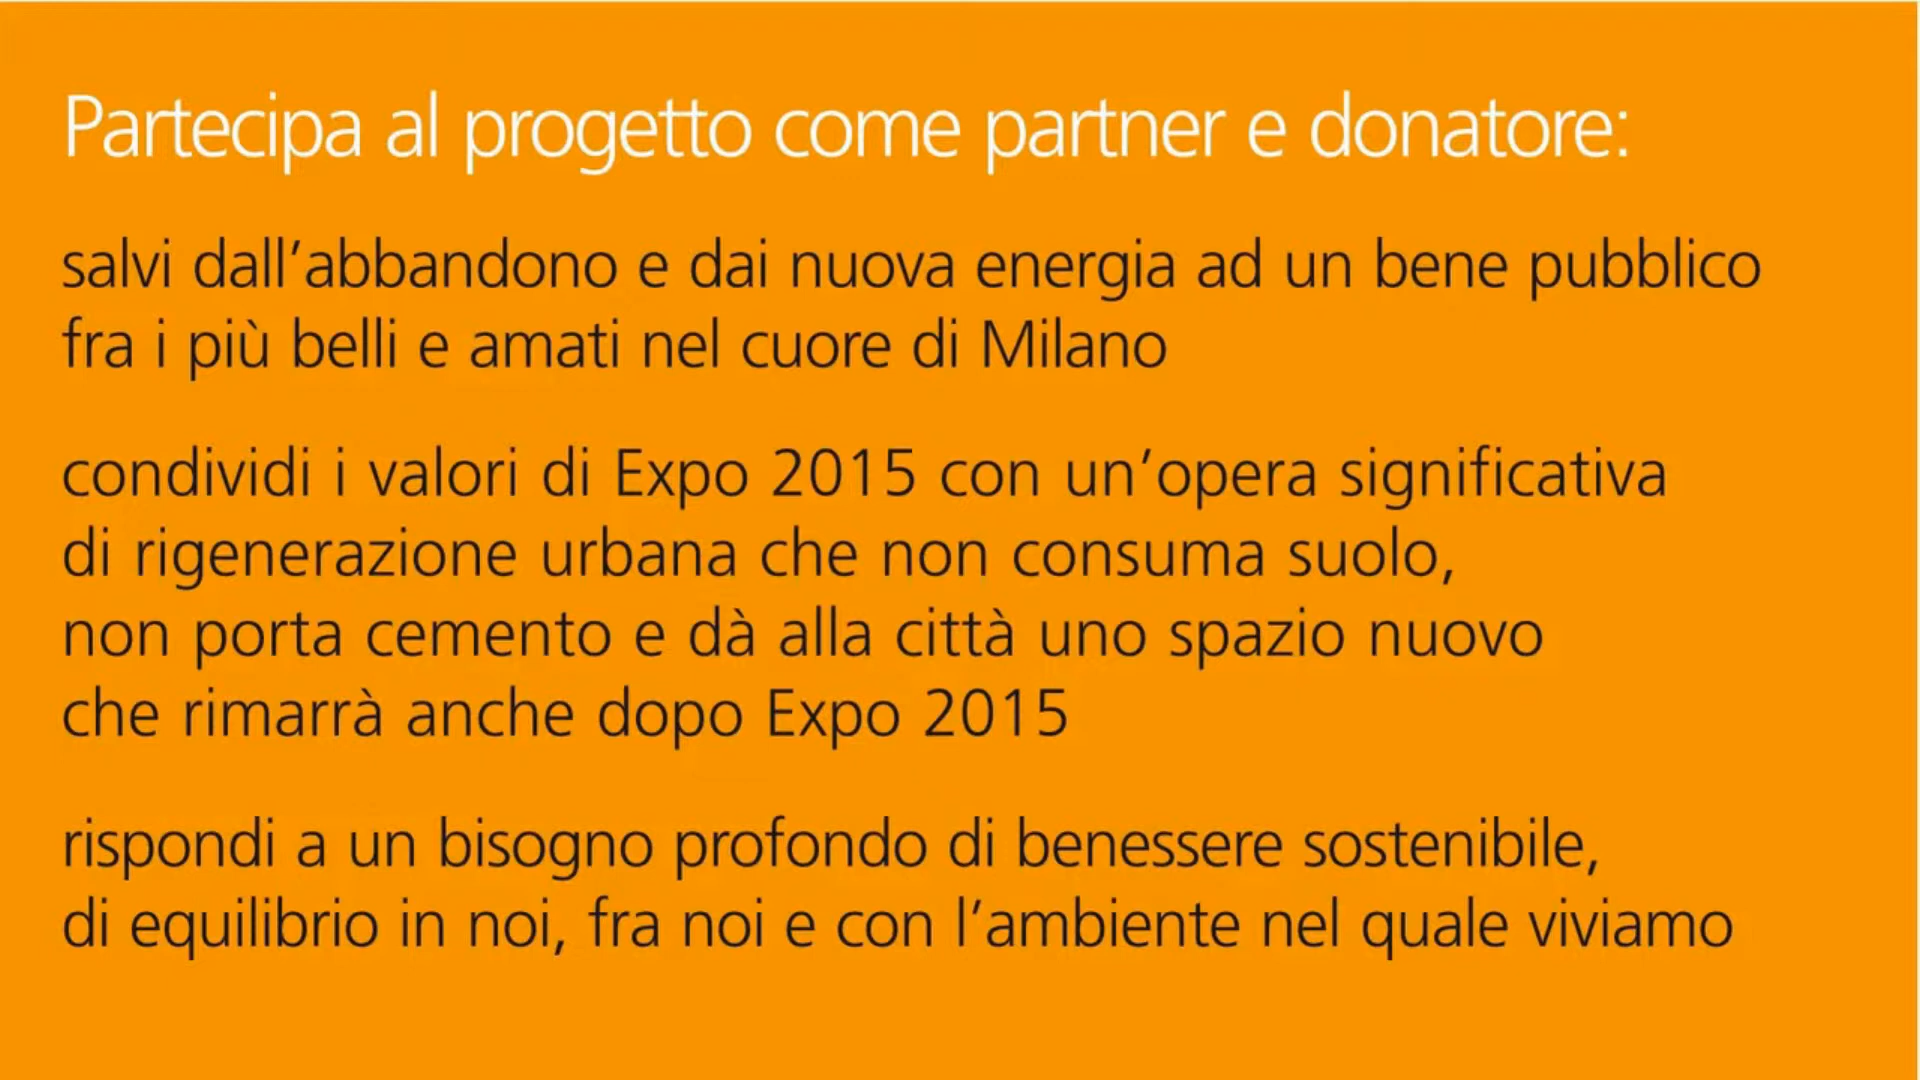 Partecipa al progetto come partner e donatore:
salvi dall’abbandono e dai nuova energia ad un bene pubblico
fra i più belli e amati nel cuore di Milano
condividi i valori di Expo 2015 con un’opera significativa
di rigenerazione urbana che non consuma suolo,
non porta cemento e dà alla città uno spazio nuovo
che rimarrà anche dopo Expo 2015
rispondi a un bisogno profondo di benessere sostenibile,
di equilibrio in noi, fra noi e con l’ambiente nel quale viviamo